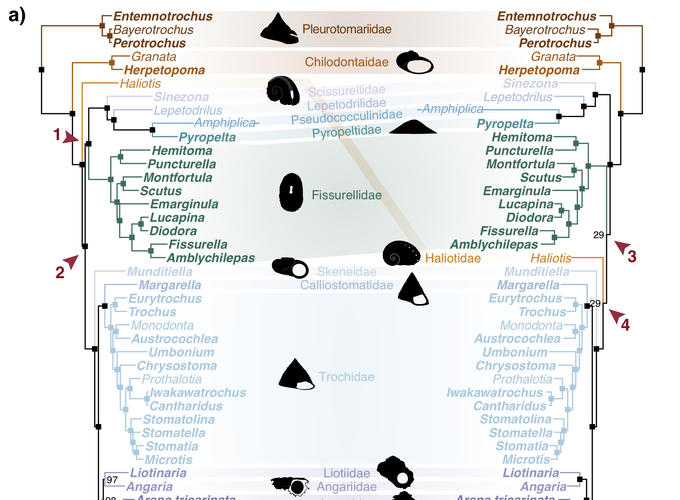 a)
Entemnotrochus Entemnotrochus
Bayerotrochus Pleurotomariidae Bayerotrochus
Perotrochus Perotrochus
Granata Chilodontaidae Granata
Herpetopoma Herpetopoma
Haliotis
Sinezona Scissurellidae Sinezona
Lepetodrilus Lepetodrilidae Lepetodrilus
Amphiplica Pseudococculinidae Amphiplica
1 Pyropelta Pyropeltidae Pyropelta
Hemitoma Hemitoma
Puncturella Puncturella
Montfortula Montfortula
Scutus Fissurellidae Scutus
Emarginula Emarginula
Lucapina Lucapina
Diodora Diodora
Fissurella Fissurella 29
2 Amblychilepas Amblychilepas 3
Haliotidae Haliotis
Munditiella Skeneidae Munditiella
Margarella Calliostomatidae Margarella
Eurytrochus Eurytrochus 29
Trochus Trochus 4
Monodonta Monodonta
Austrocochlea Austrocochlea
Umbonium Umbonium
Chrysostoma Chrysostoma
Prothalotia Trochidae Prothalotia
Iwakawatrochus Iwakawatrochus
Cantharidus Cantharidus
Stomatolina Stomatolina
Stomatella Stomatella
Stomatia Stomatia
Microtis Microtis
97 Liotinaria Liotiidae Liotinaria
Angaria Angariidae Angaria
98 Arene tricarinata Arene tricarinata